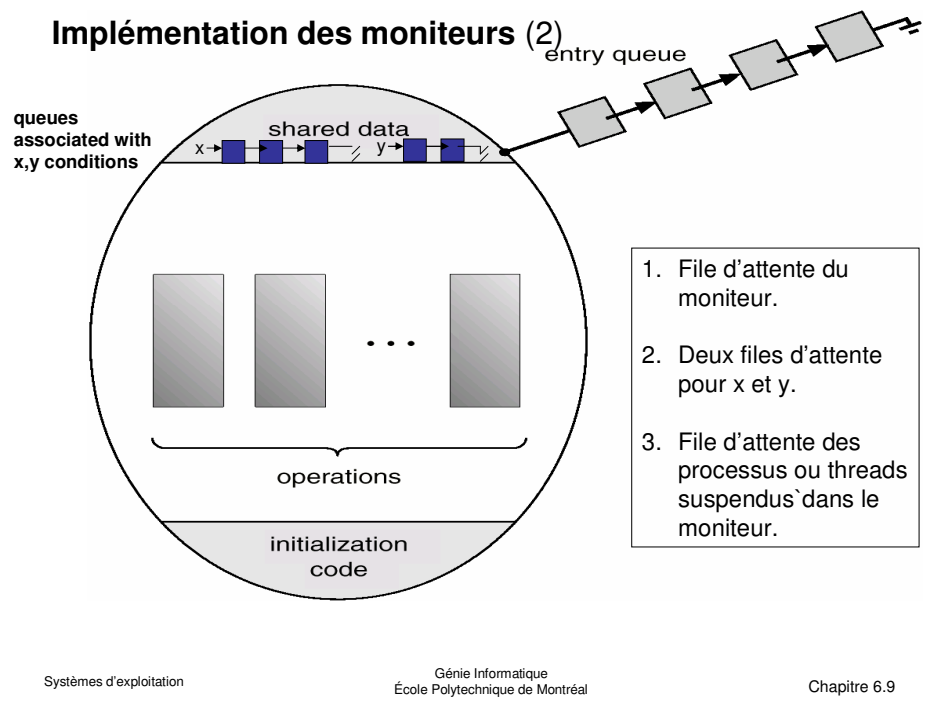 Implémentation des moniteurs (2)
entry queue
queues
associated with
x,y conditions
shared data
x
y
operations
initialization
code
1. File d'attente du
moniteur.
2. Deux files d'attente
pour x et y.
3. File d'attente des
processus ou threads
suspendus`dans le
moniteur.
Systèmes d'exploitation
Génie Informatique
École Polytechnique de Montréal
Chapitre 6.9